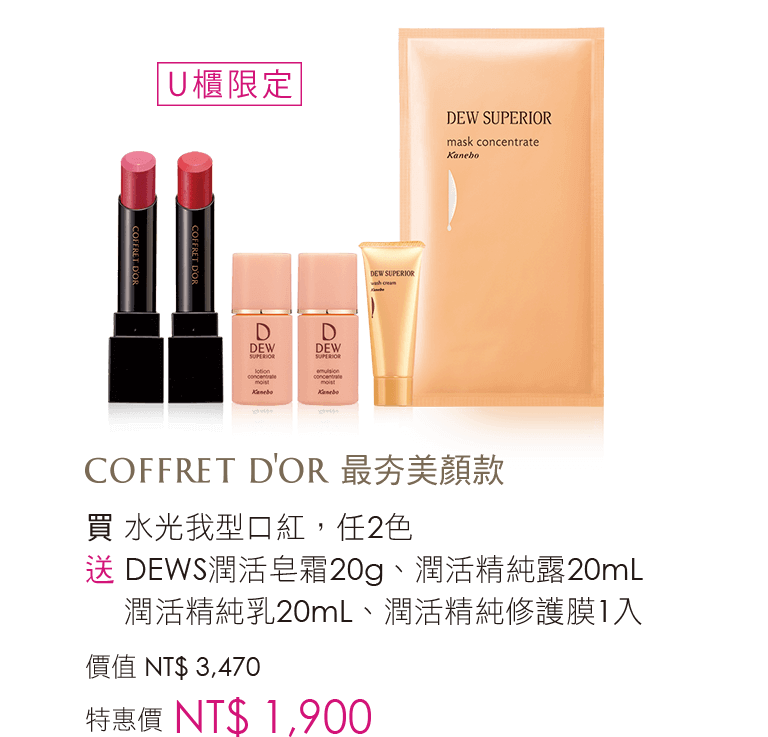 U櫃限定
DEW SUPERIOR
mask concentrate
Kanebo
COFFRET D'OR
COFFRET D'OR
DEW SUPERIOR
wash cream
Kanebo
D
DEW
SUPERIOR
lotion
concentrate
moist
Kanebo
D
DEW
SUPERIOR
emulsion
concentrate
moist
Kanebo
COFFRET D'OR 最夯美顏款
買 水光我型口紅，任2色
送 DEWS潤活皂霜20g、潤活精純露20mL
潤活精純乳20mL、潤活精純修護膜1入
價值 NT$ 3,470
特惠價 NT$ 1,900